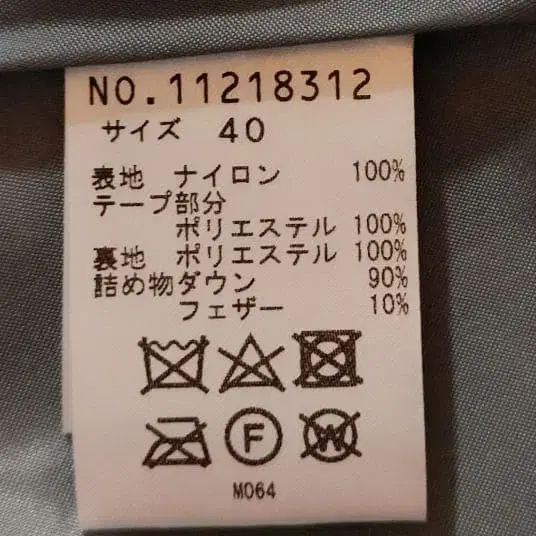 NO.11218312
サイズ 40
表地 ナイロン 100%
テープ部分
ポリエステル 100%
裏地 ポリエステル 100%
詰め物ダウン 90%
フェザー 10%
F W
M064